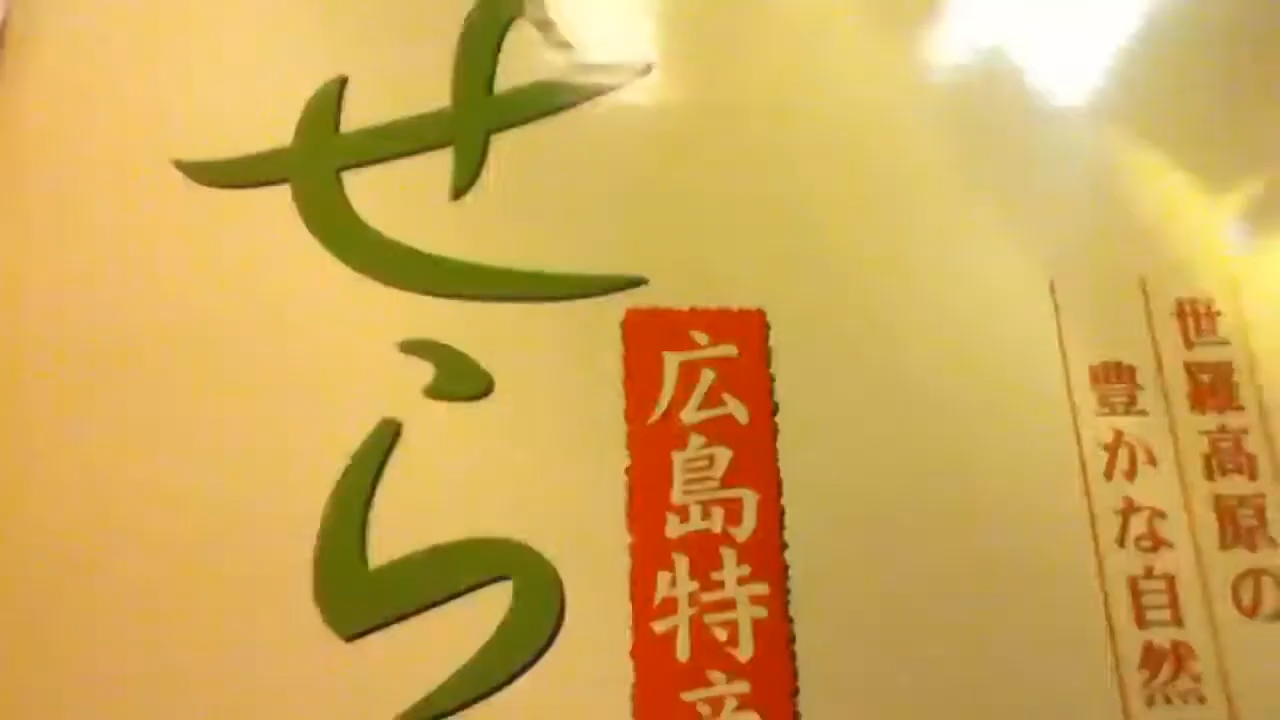 世羅高原の
豊かな自然
広島特
せら